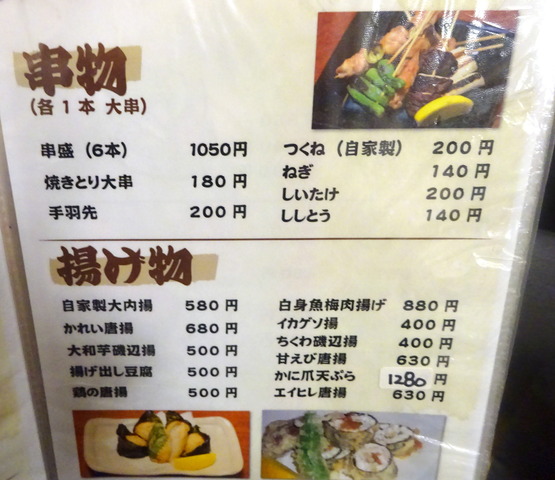 串物
(各1本 大串)
串盛（6本） 1050円
焼きとり大串 180円
手羽先 200円
つくね（自家製） 200円
ねぎ 140円
しいたけ 200円
ししとう 140円
揚げ物
自家製大内揚 580円
かれい唐揚 680円
大和芋磯辺揚 500円
揚げ出し豆腐 500円
鶏の唐揚 500円
白身魚梅肉揚げ 880円
イカゲソ揚 400円
ちくわ磯辺揚 400円
甘えび唐揚 630円
かに爪天ぷら 1280円
エイヒレ唐揚 630円